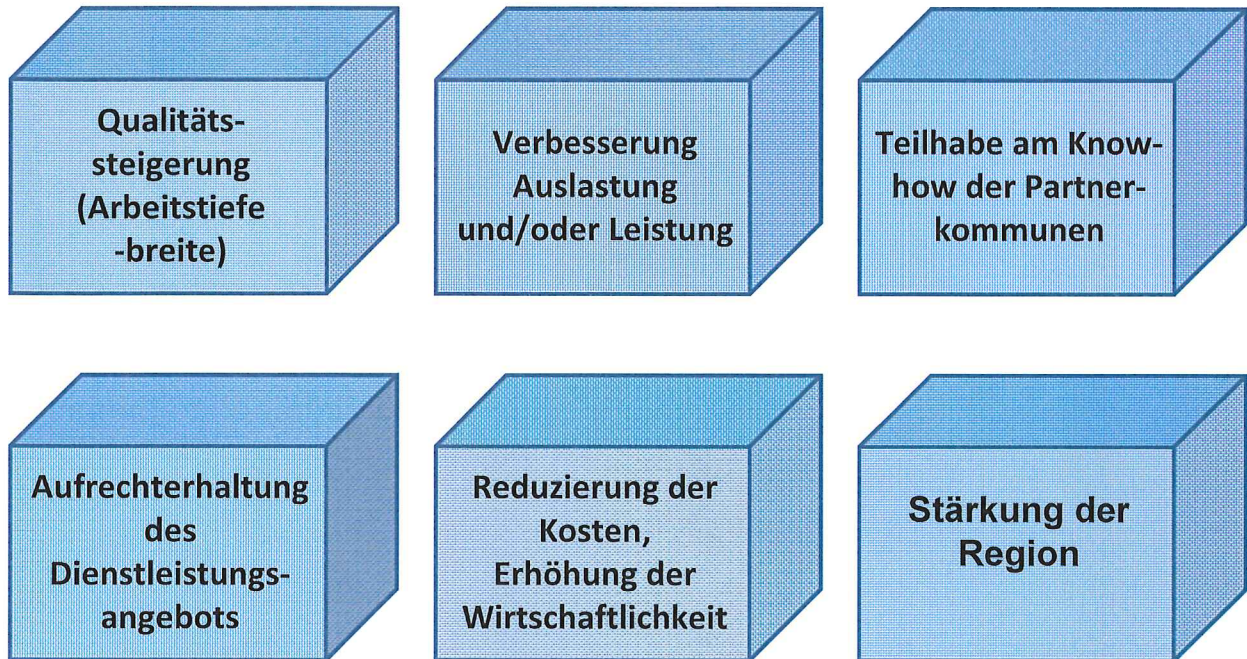 Qualitäts-
steigerung
(Arbeitstiefe
-breite)
Verbesserung
Auslastung
und/oder Leistung
Teilhabe am Know-
how der Partner-
kommunen
Aufrechterhaltung
des
Dienstleistungs-
angebots
Reduzierung der
Kosten,
Erhöhung der
Wirtschaftlichkeit
Stärkung der
Region